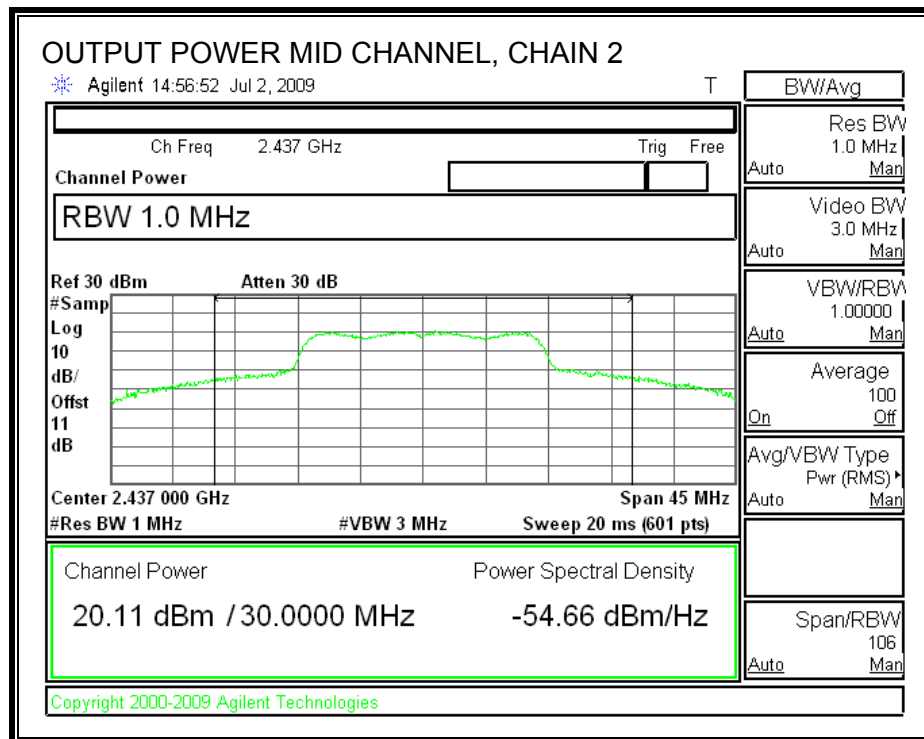 OUTPUT POWER MID CHANNEL, CHAIN 2
Agilent 14:56:52 Jul 2, 2009 T
Ch Freq 2.437 GHz Trig Free
Channel Power
RBW 1.0 MHz
Ref 30 dBm Atten 30 dB
#Samp
Log
10
dB/
Offst
11
dB
Center 2.437 000 GHz Span 45 MHz
#Res BW 1 MHz #VBW 3 MHz Sweep 20 ms (601 pts)
Channel Power Power Spectral Density
20.11 dBm / 30.0000 MHz -54.66 dBm/Hz
Copyright 2000-2009 Agilent Technologies
BW/Avg
Res BW
1.0 MHz
Auto Man
Video BW
3.0 MHz
Auto Man
VBW/RBW
1.00000
Auto Man
Average
100
On Off
Avg/VBW Type
Pwr (RMS)
Auto Man
Span/RBW
106
Auto Man